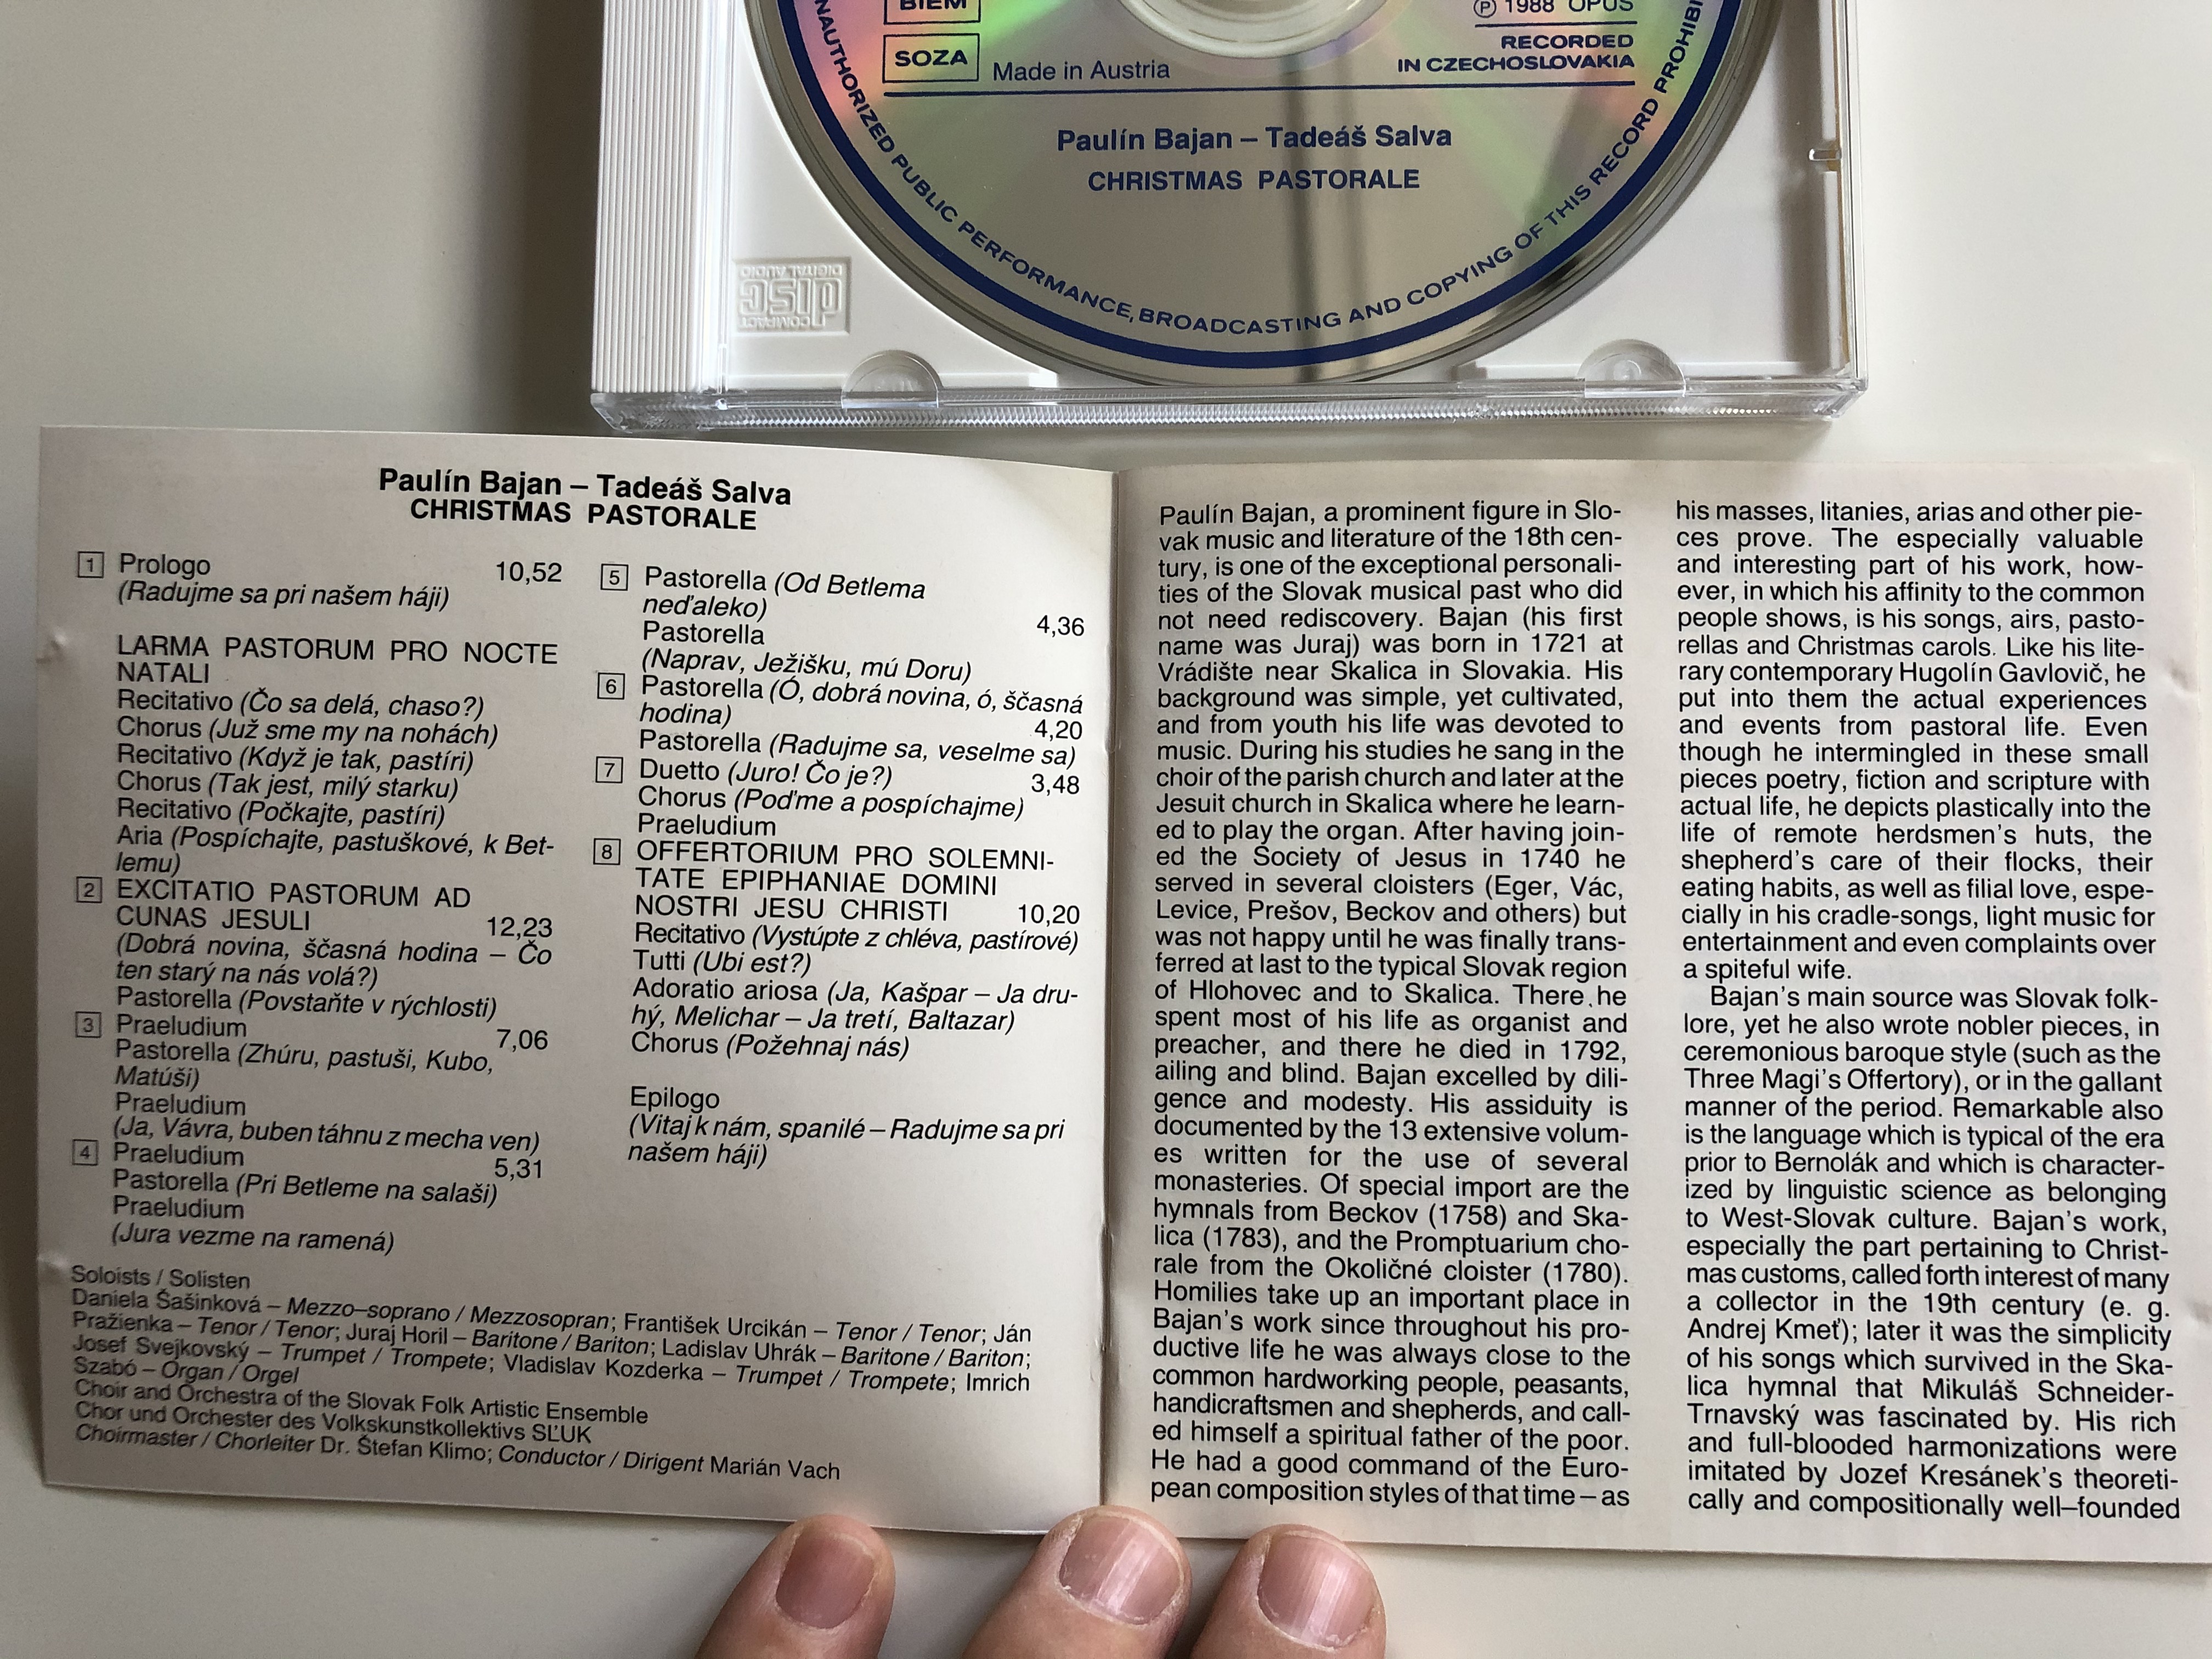 BIEM
SOZA
Made in Austria
Ⓟ 1988 OPUS
RECORDED
IN CZECHOSLOVAKIA
Paulín Bajan – Tadeáš Salva
CHRISTMAS PASTORALE
NAUTHORIZED PUBLIC PERFORMANCE, BROADCASTING AND COPYING OF THIS RECORD PROHIBI
COMPACT
disc
DIGITAL AUDIO
Paulín Bajan – Tadeáš Salva
CHRISTMAS PASTORALE
1 Prologo 10,52
(Radujme sa pri našem háji)
LARMA PASTORUM PRO NOCTE
NATALI
Recitativo (Čo sa delá, chaso?)
Chorus (Juž sme my na nohách)
Recitativo (Když je tak, pastíri)
Chorus (Tak jest, milý starku)
Recitativo (Počkajte, pastíri)
Aria (Pospíchajte, pastuškové, k Bet-
lemu)
2 EXCITATIO PASTORUM AD
CUNAS JESULI 12,23
(Dobrá novina, ščasná hodina – Čo
ten starý na nás volá?)
Pastorella (Povstaňte v rýchlosti)
3 Praeludium 7,06
Pastorella (Zhúru, pastuši, Kubo,
Matúši)
Praeludium
(Ja, Vávra, buben táhnu z mecha ven)
4 Praeludium 5,31
Pastorella (Pri Betleme na salaši)
Praeludium
(Jura vezme na ramená)
5 Pastorella (Od Betlema
neďaleko) 4,36
Pastorella
(Naprav, Ježišku, mú Doru)
6 Pastorella (Ó, dobrá novina, ó, ščasná
hodina) 4,20
Pastorella (Radujme sa, veselme sa)
7 Duetto (Juro! Čo je?) 3,48
Chorus (Poďme a pospíchajme)
Praeludium
8 OFFERTORIUM PRO SOLEMNI-
TATE EPIPHANIAE DOMINI
NOSTRI JESU CHRISTI 10,20
Recitativo (Vystúpte z chléva, pastírové)
Tutti (Ubi est?)
Adoratio ariosa (Ja, Kašpar – Ja dru-
hý, Melichar – Ja tretí, Baltazar)
Chorus (Požehnaj nás)
Epilogo
(Vitaj k nám, spanilé – Radujme sa pri
našem háji)
Soloists / Solisten
Daniela Šašinková – Mezzo–soprano / Mezzosopran; František Urcikán – Tenor / Tenor; Ján
Pražienka – Tenor / Tenor; Juraj Horil – Baritone / Bariton; Ladislav Uhrák – Baritone / Bariton;
Josef Svejkovský – Trumpet / Trompete; Vladislav Kozderka – Trumpet / Trompete; Imrich
Szabó – Organ / Orgel
Choir and Orchestra of the Slovak Folk Artistic Ensemble
Chor und Orchester des Volkskunstkollektivs SĽUK
Choirmaster / Chorleiter Dr. Štefan Klimo; Conductor / Dirigent Marián Vach
Paulín Bajan, a prominent figure in Slo-
vak music and literature of the 18th cen-
tury, is one of the exceptional personali-
ties of the Slovak musical past who did
not need rediscovery. Bajan (his first
name was Juraj) was born in 1721 at
Vrádište near Skalica in Slovakia. His
background was simple, yet cultivated,
and from youth his life was devoted to
music. During his studies he sang in the
choir of the parish church and later at the
Jesuit church in Skalica where he learn-
ed to play the organ. After having join-
ed the Society of Jesus in 1740 he
served in several cloisters (Eger, Vác,
Levice, Prešov, Beckov and others) but
was not happy until he was finally trans-
ferred at last to the typical Slovak region
of Hlohovec and to Skalica. There he
spent most of his life as organist and
preacher, and there he died in 1792,
ailing and blind. Bajan excelled by dili-
gence and modesty. His assiduity is
documented by the 13 extensive volum-
es written for the use of several
monasteries. Of special import are the
hymnals from Beckov (1758) and Ska-
lica (1783), and the Promptuarium cho-
rale from the Okoličné cloister (1780).
Homilies take up an important place in
Bajan's work since throughout his pro-
ductive life he was always close to the
common hardworking people, peasants,
handicraftsmen and shepherds, and call-
ed himself a spiritual father of the poor.
He had a good command of the Euro-
pean composition styles of that time – as
his masses, litanies, arias and other pie-
ces prove. The especially valuable
and interesting part of his work, how-
ever, in which his affinity to the common
people shows, is his songs, airs, pasto-
rellas and Christmas carols. Like his lite-
rary contemporary Hugolín Gavlovič, he
put into them the actual experiences
and events from pastoral life. Even
though he intermingled in these small
pieces poetry, fiction and scripture with
actual life, he depicts plastically into the
life of remote herdsmen's huts, the
shepherd's care of their flocks, their
eating habits, as well as filial love, espe-
cially in his cradle-songs, light music for
entertainment and even complaints over
a spiteful wife.
Bajan's main source was Slovak folk-
lore, yet he also wrote nobler pieces, in
ceremonious baroque style (such as the
Three Magi's Offertory), or in the gallant
manner of the period. Remarkable also
is the language which is typical of the era
prior to Bernolák and which is character-
ized by linguistic science as belonging
to West-Slovak culture. Bajan's work,
especially the part pertaining to Christ-
mas customs, called forth interest of many
a collector in the 19th century (e. g.
Andrej Kmeť); later it was the simplicity
of his songs which survived in the Ska-
lica hymnal that Mikuláš Schneider-
Trnavský was fascinated by. His rich
and full-blooded harmonizations were
imitated by Jozef Kresánek's theoreti-
cally and compositionally well–founded